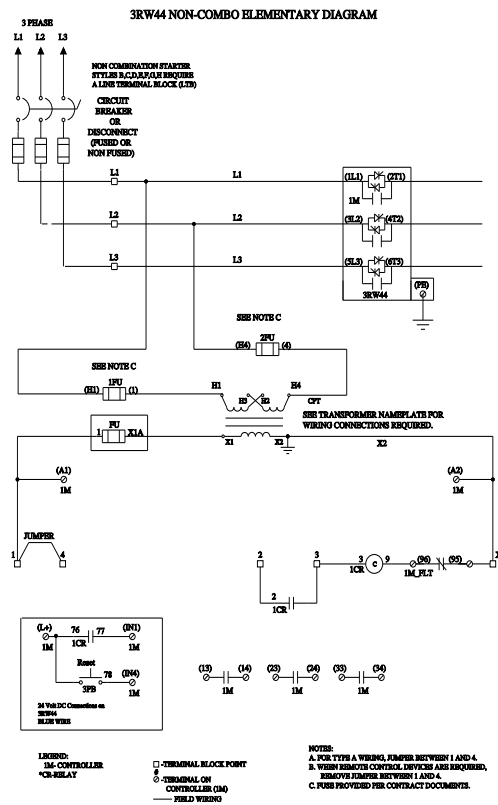 3RW44 NON-COMBO ELEMENTARY DIAGRAM
3 PHASE
L1 L2 L3
NON COMBINATION STARTER
STYLES B,C,D,E,F,G,H REQUIRE
A LINE TERMINAL BLOCK (LTB)
CIRCUIT
BREAKER
OR
DISCONNECT
(FUSED OR
NON FUSED)
L1 L1 (1L1) (2T1)
1M
L2 L2 (3L2) (4T2)
L3 L3 (5L3) (6T3)
3RW44
(PE)
SEE NOTE C
2FU
(H4) (4)
SEE NOTE C
1FU
(H1) (1)
H1 H3 H2 H4
CPT
SEE TRANSFORMER NAMEPLATE FOR
WIRING CONNECTIONS REQUIRED.
FU
1 X1A
X1 X2 X2
(A1) (A2)
1M 1M
JUMPER
1 4 2 3 3 C 9 (96) (95)
1CR 1M_FLT
2
1CR
(L+) 76 77 (IN1)
1M 1CR 1M
Reset
78 (IN4)
3PB 1M
24 Volt DC Connections on
3RW44
BLUE WIRE
(13) (14) (23) (24) (33) (34)
1M 1M 1M
LEGEND:
1M- CONTROLLER
*CR-RELAY
-TERMINAL BLOCK POINT
#
-TERMINAL ON
CONTROLLER (1M)
FIELD WIRING
NOTES:
A. FOR TYPE A WIRING, JUMPER BETWEEN 1 AND 4.
B. WHEN REMOTE CONTROL DEVICES ARE REQUIRED,
REMOVE JUMPER BETWEEN 1 AND 4.
C. FUSE PROVIDED PER CONTRACT DOCUMENTS.